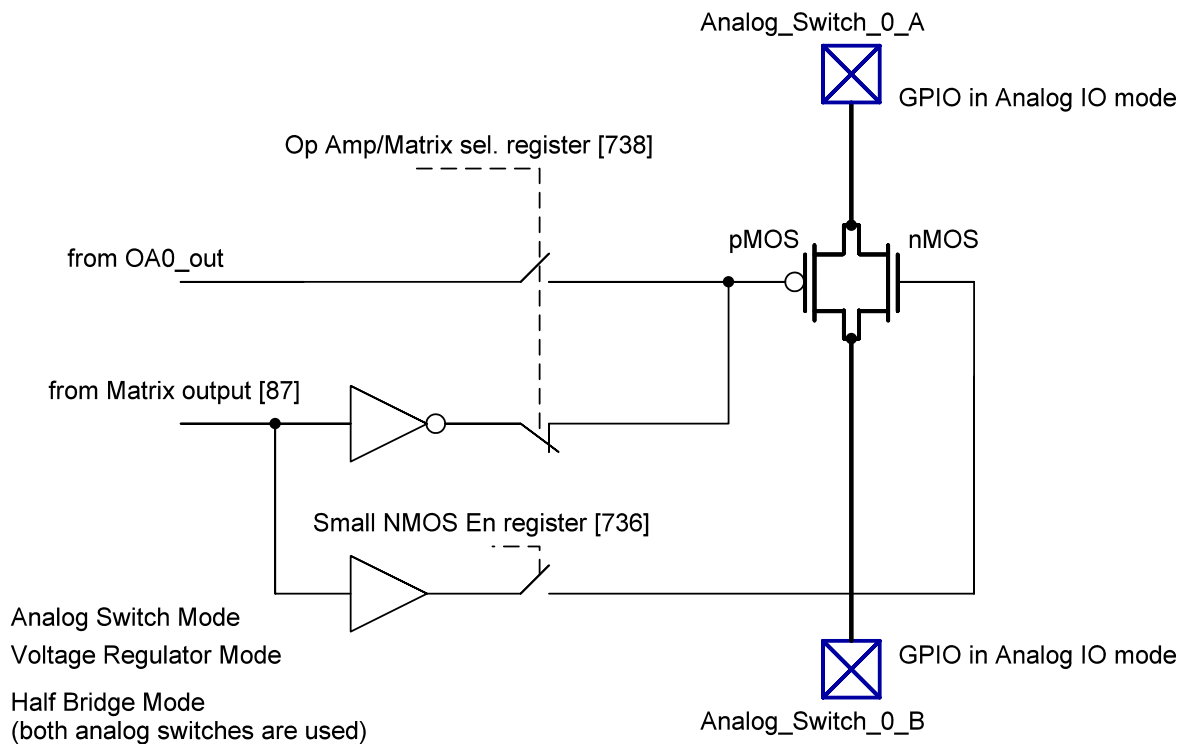 Analog_Switch_0_A
GPIO in Analog IO mode
Op Amp/Matrix sel. register [738]
pMOS
nMOS
from OA0_out
from Matrix output [87]
Small NMOS En register [736]
Analog Switch Mode
Voltage Regulator Mode
GPIO in Analog IO mode
Half Bridge Mode
(both analog switches are used)
Analog_Switch_0_B